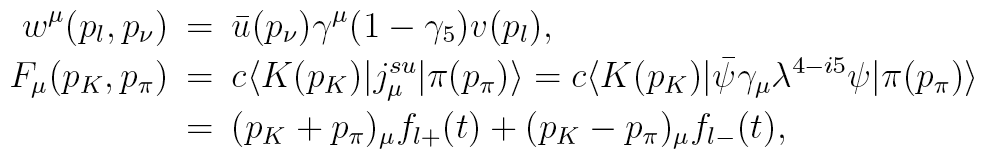 w^μ(p_l, p_ν) = ū(p_ν)γ^μ(1 − γ_5)v(p_l),
F_μ(p_K, p_π) = c⟨K(p_K)|j_μ^{su}|π(p_π)⟩ = c⟨K(p_K)|ψ̄γ_μλ^{4−i5}ψ|π(p_π)⟩
= (p_K + p_π)_μ f_{l+}(t) + (p_K − p_π)_μ f_{l−}(t),